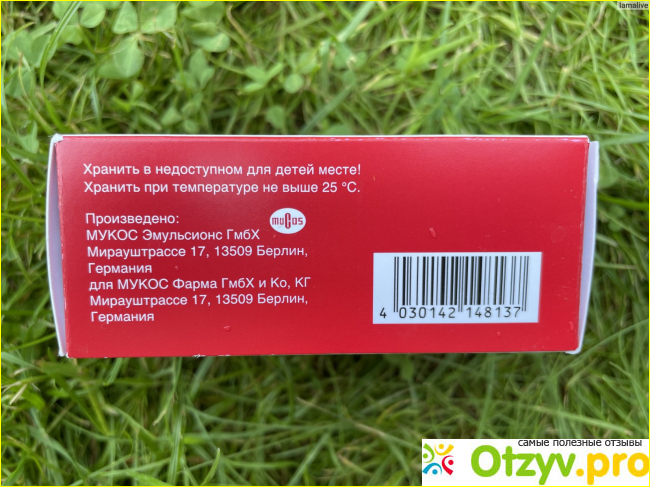 lamalive
Хранить в недоступном для детей месте!
Хранить при температуре не выше 25 °C.
Произведено:
mucos
МУКОС Эмульсионс ГмбХ
Мирауштрассе 17, 13509 Берлин,
Германия
для МУКОС Фарма ГмбХ и Ко, КГ
Мирауштрассе 17, 13509 Берлин,
Германия
4 030142 148137
самые полезные отзывы
Otzyv.pro